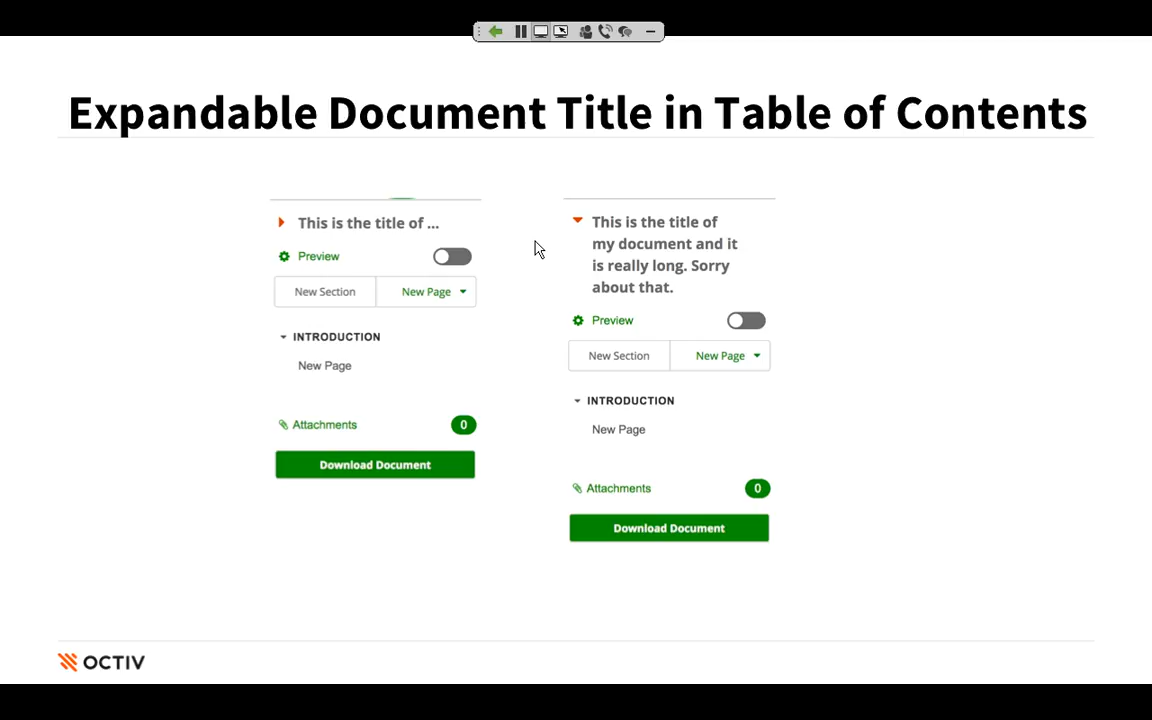 Expandable Document Title in Table of Contents
This is the title of ...
Preview
New Section
New Page
INTRODUCTION
New Page
Attachments
0
Download Document
This is the title of
my document and it
is really long. Sorry
about that.
Preview
New Section
New Page
INTRODUCTION
New Page
Attachments
0
Download Document
OCTIV